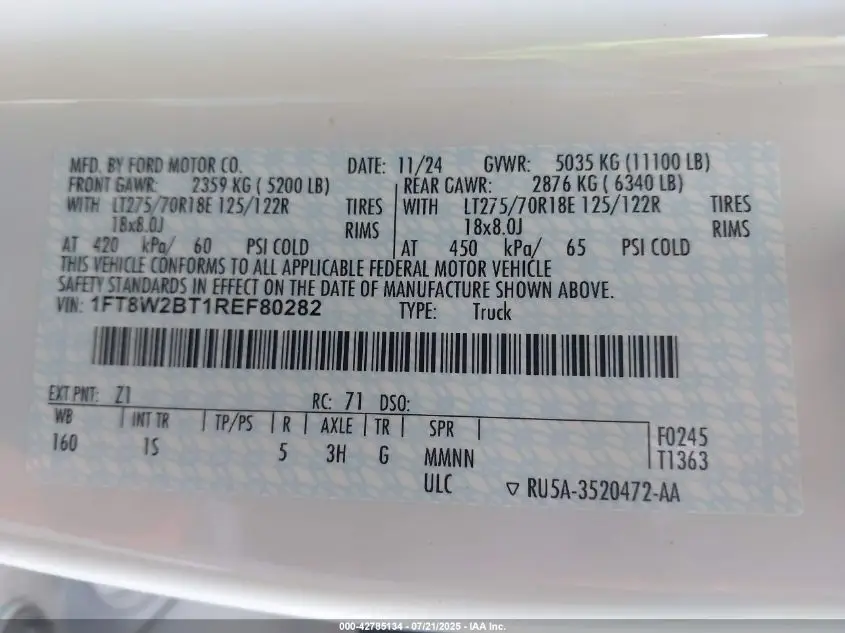 MFD. BY FORD MOTOR CO. DATE: 11/24 GVWR: 5035 KG (11100 LB)
FRONT GAWR: 2359 KG ( 5200 LB) REAR GAWR: 2876 KG ( 6340 LB)
WITH LT275/70R18E 125/122R TIRES WITH LT275/70R18E 125/122R TIRES
18x8.0J RIMS 18x8.0J RIMS
AT 420 kPa/ 60 PSI COLD AT 450 kPa/ 65 PSI COLD
THIS VEHICLE CONFORMS TO ALL APPLICABLE FEDERAL MOTOR VEHICLE
SAFETY STANDARDS IN EFFECT ON THE DATE OF MANUFACTURE SHOWN ABOVE.
VIN: 1FT8W2BT1REF80282 TYPE: Truck
EXT PNT: Z1 RC: 71 DSO:
WB INT TR TP/PS R AXLE TR SPR F0245
160 1S 5 3H G MMNN T1363
ULC ▽ RU5A-3520472-AA
000-42785134 - 07/21/2025 - IAA Inc.